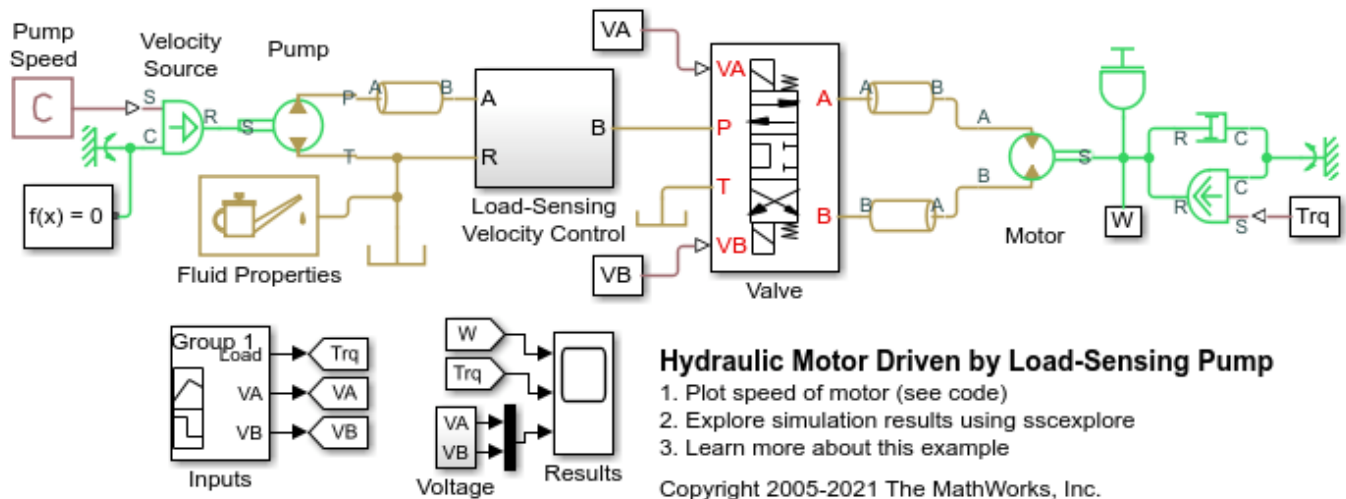 Pump
Speed
C
Velocity
Source
S
C
R
S
Pump
P
T
A
B
A
R
B
Load-Sensing
Velocity Control
f(x) = 0
Fluid Properties
VA
VB
VA
P
T
VB
A
B
Valve
A
B
B
A
A
B
S
Motor
W
R
C
R
C
S
Trq
Group 1
Load
VA
VB
Trq
VA
VB
Inputs
W
Trq
VA
VB
Voltage
Results
Hydraulic Motor Driven by Load-Sensing Pump
1. Plot speed of motor (see code)
2. Explore simulation results using sscexplore
3. Learn more about this example
Copyright 2005-2021 The MathWorks, Inc.